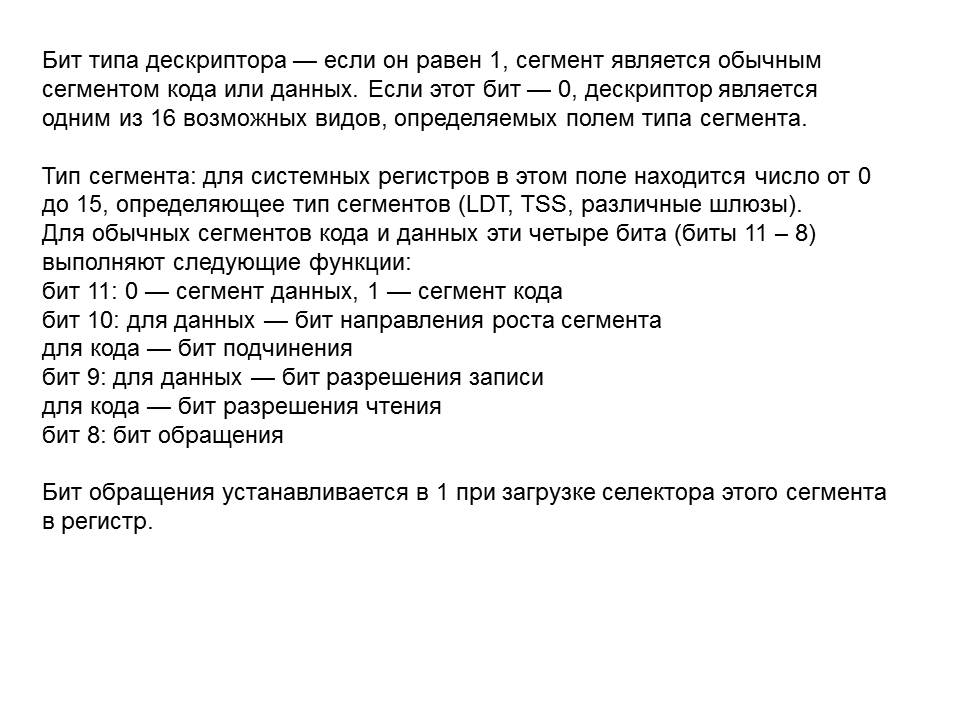 Бит типа дескриптора — если он равен 1, сегмент является обычным
сегментом кода или данных. Если этот бит — 0, дескриптор является
одним из 16 возможных видов, определяемых полем типа сегмента.
Тип сегмента: для системных регистров в этом поле находится число от 0
до 15, определяющее тип сегментов (LDT, TSS, различные шлюзы).
Для обычных сегментов кода и данных эти четыре бита (биты 11 – 8)
выполняют следующие функции:
бит 11: 0 — сегмент данных, 1 — сегмент кода
бит 10: для данных — бит направления роста сегмента
для кода — бит подчинения
бит 9: для данных — бит разрешения записи
для кода — бит разрешения чтения
бит 8: бит обращения
Бит обращения устанавливается в 1 при загрузке селектора этого сегмента
в регистр.